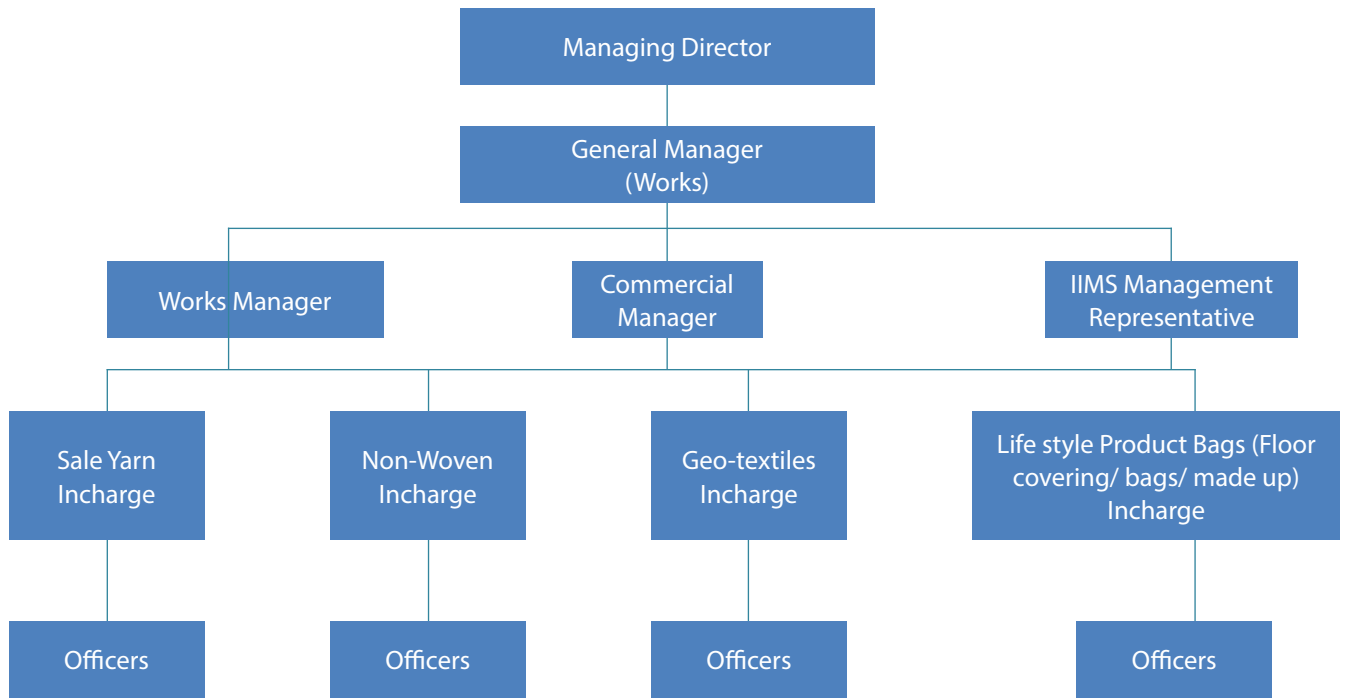 Managing Director
General Manager
(Works)
Works Manager
Commercial
Manager
IIMS Management
Representative
Sale Yarn
Incharge
Non-Woven
Incharge
Geo-textiles
Incharge
Life style Product Bags (Floor
covering/ bags/ made up)
Incharge
Officers
Officers
Officers
Officers